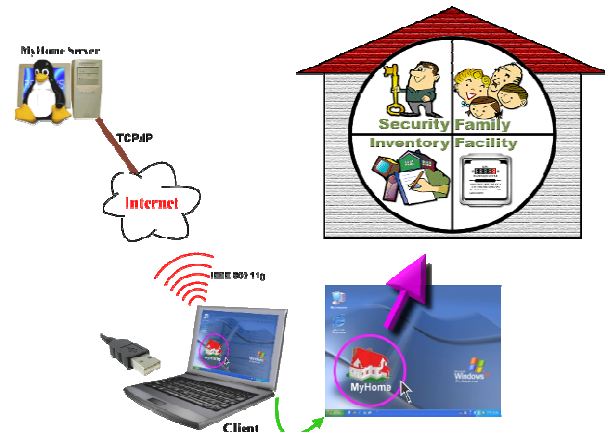 MyHome Server
TCP/IP
Internet
IEEE 802.11g
Client
Security Family
Inventory Facility
MyHome
Windows